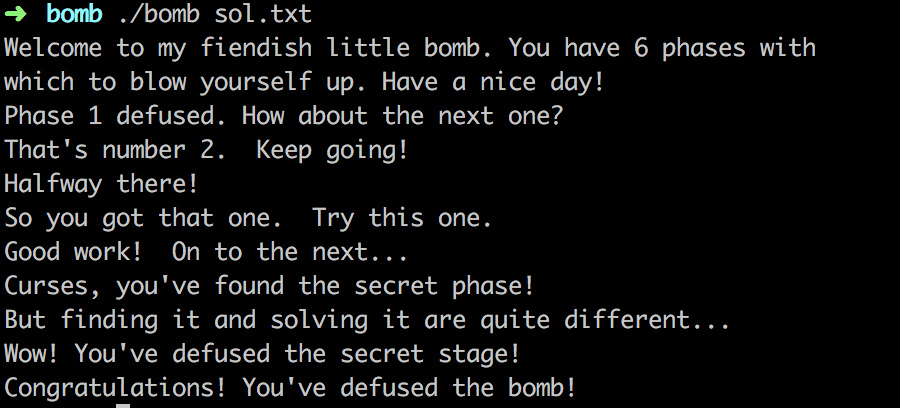 ➜ bomb ./bomb sol.txt
Welcome to my fiendish little bomb. You have 6 phases with
which to blow yourself up. Have a nice day!
Phase 1 defused. How about the next one?
That's number 2.  Keep going!
Halfway there!
So you got that one.  Try this one.
Good work!  On to the next...
Curses, you've found the secret phase!
But finding it and solving it are quite different...
Wow! You've defused the secret stage!
Congratulations! You've defused the bomb!